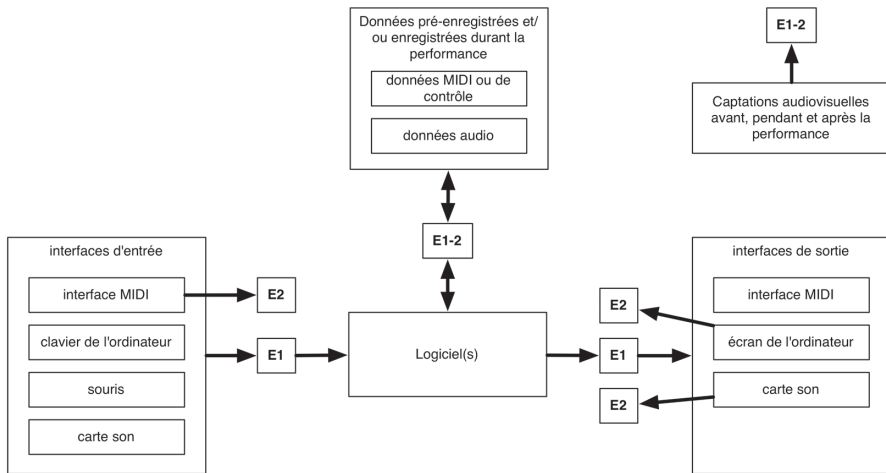 Données pré-enregistrées et/
ou enregistrées durant la
performance
données MIDI ou de
contrôle
données audio
E1-2
Captations audiovisuelles
avant, pendant et après la
performance
E1-2
interfaces d'entrée
interface MIDI
clavier de l'ordinateur
souris
carte son
E2
E1
Logiciel(s)
E2
E1
E2
interfaces de sortie
interface MIDI
écran de l'ordinateur
carte son